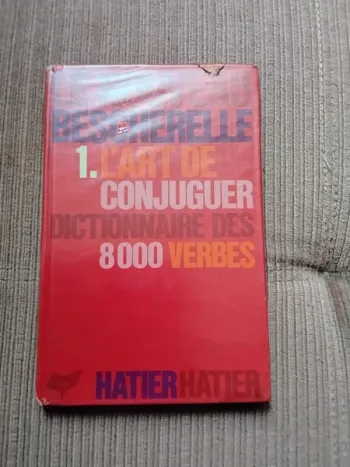 BESCHERELLE
1. L'ART DE
CONJUGUER
DICTIONNAIRE DES
8000 VERBES
HATIER HATIER